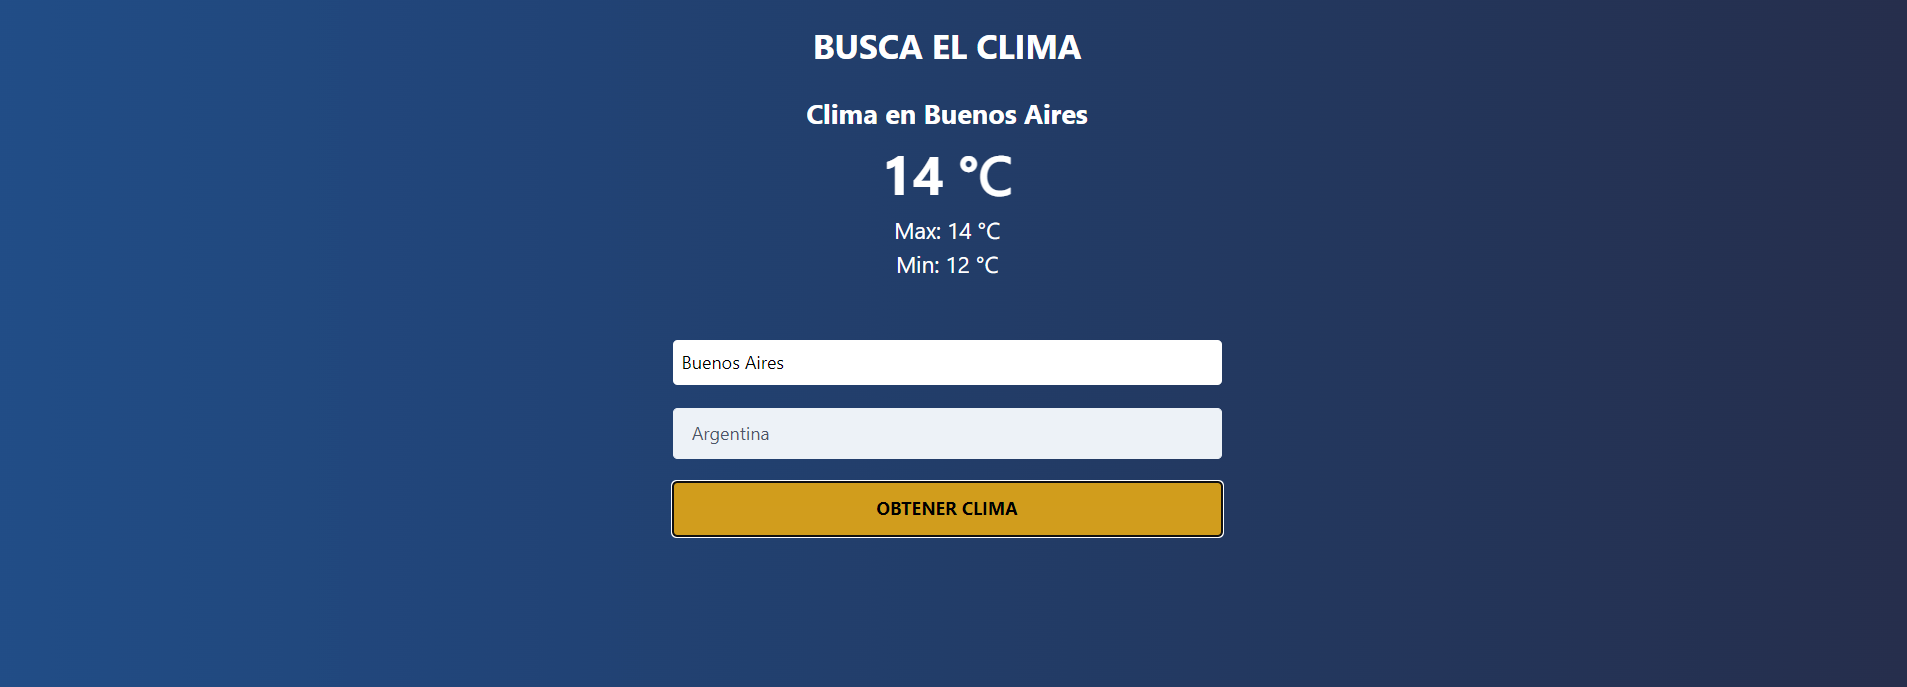 BUSCA EL CLIMA
Clima en Buenos Aires
14 °C
Max: 14 °C
Min: 12 °C
Buenos Aires
Argentina
OBTENER CLIMA